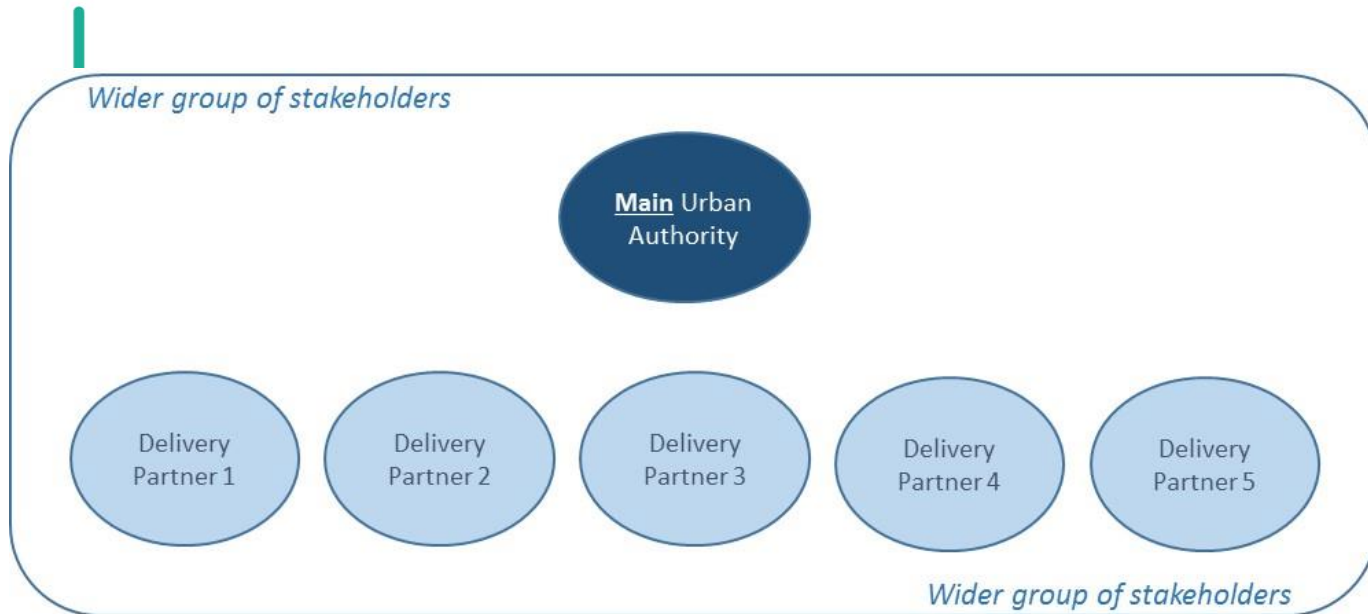 Wider group of stakeholders
Main Urban
Authority
Delivery
Partner 1
Delivery
Partner 2
Delivery
Partner 3
Delivery
Partner 4
Delivery
Partner 5
Wider group of stakeholders